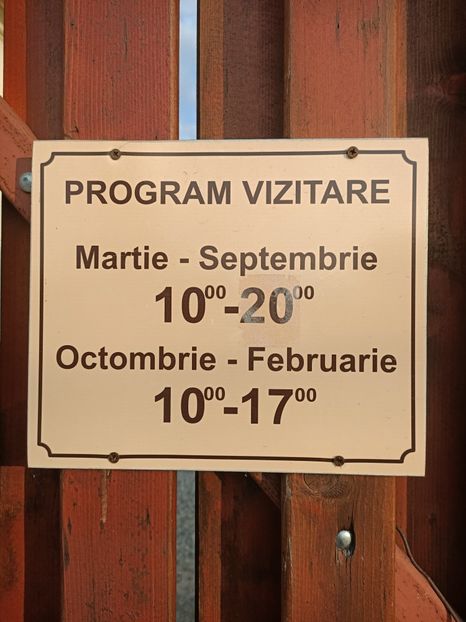 PROGRAM VIZITARE
Martie - Septembrie
10⁰⁰-20⁰⁰
Octombrie - Februarie
10⁰⁰-17⁰⁰